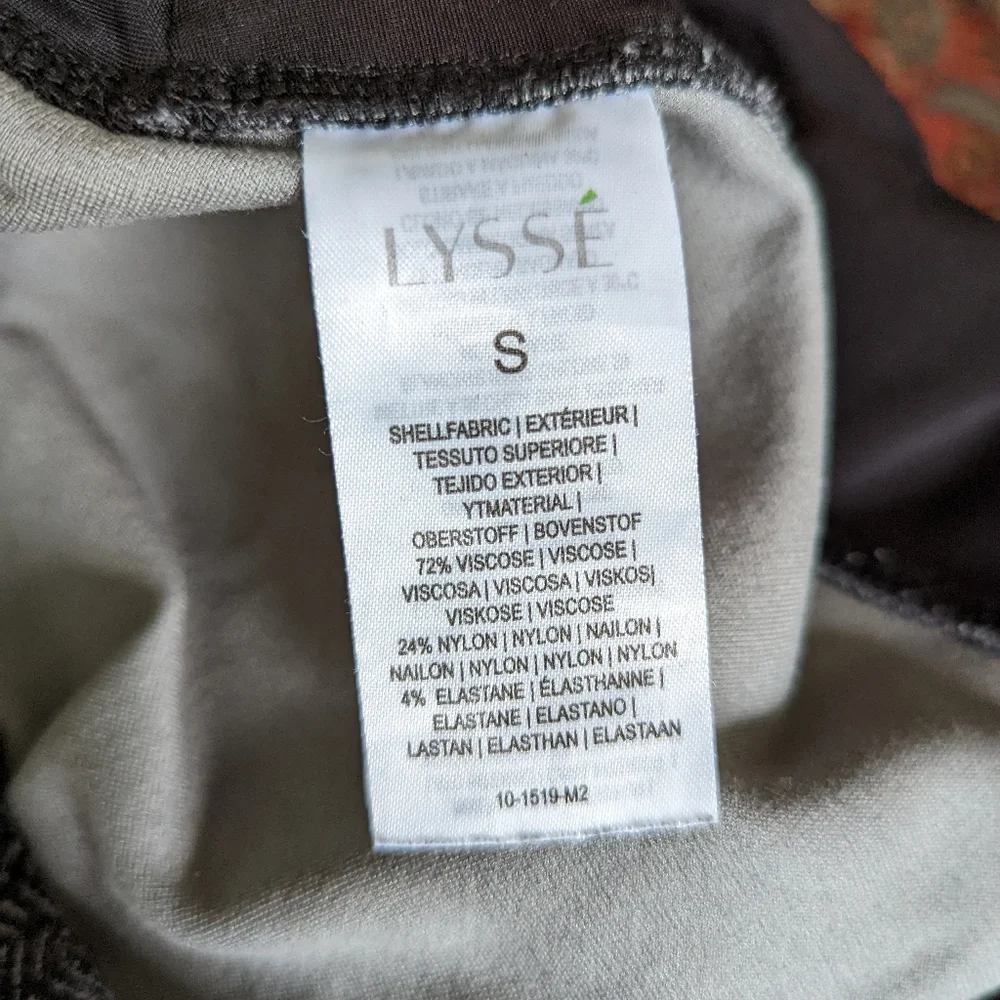 LYSSÉ
S
SHELLFABRIC | EXTÉRIEUR |
TESSUTO SUPERIORE |
TEJIDO EXTERIOR |
YTMATERIAL |
OBERSTOFF | BOVENSTOF
72% VISCOSE | VISCOSE |
VISCOSA | VISCOSA | VISKOS|
VISKOSE | VISCOSE
24% NYLON | NYLON | NAILON |
NAILON | NYLON | NYLON | NYLON
4% ELASTANE | ÉLASTHANNE |
ELASTANE | ELASTANO |
LASTAN | ELASTHAN | ELASTAAN
10-1519-M2